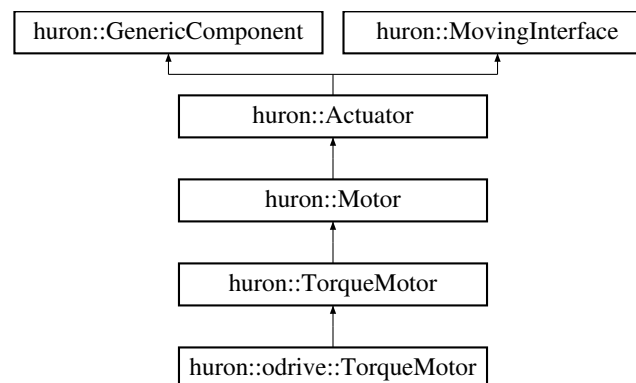 huron::GenericComponent
huron::MovingInterface
huron::Actuator
huron::Motor
huron::TorqueMotor
huron::odrive::TorqueMotor